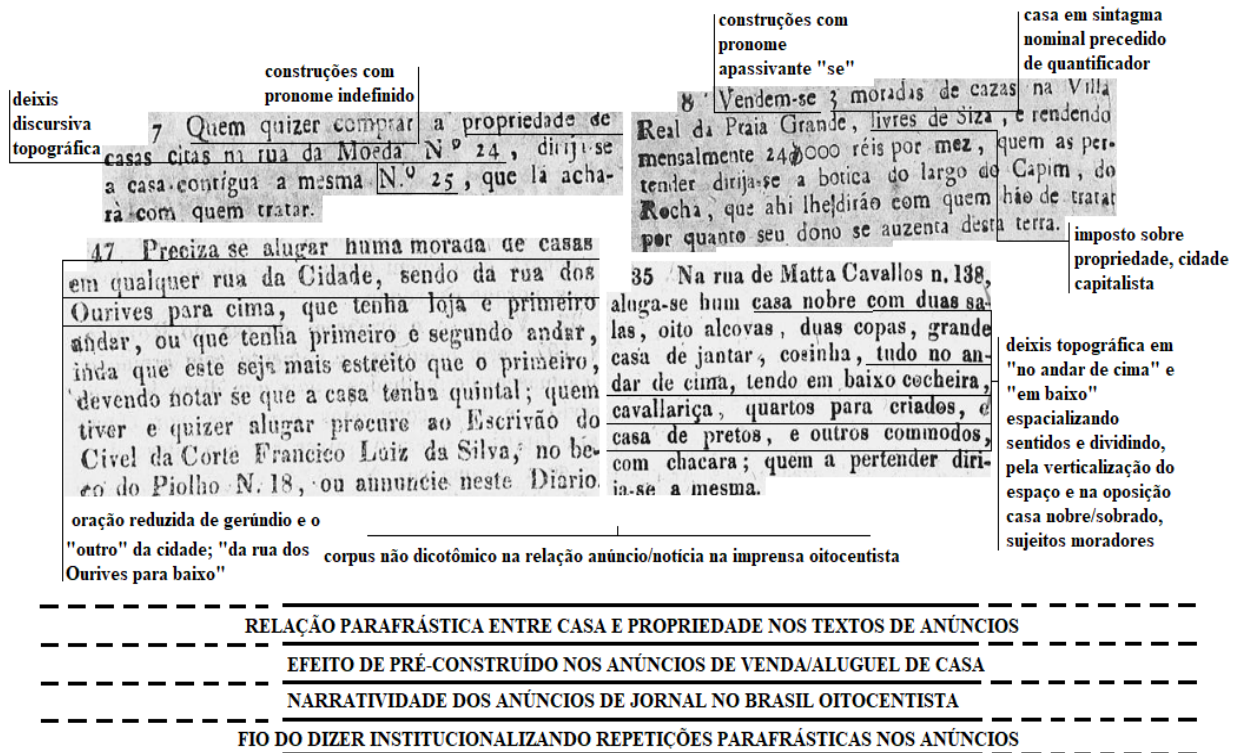 construções com
pronome
apassivante "se"
casa em sintagma
nominal precedido
de quantificador
construções com
pronome indefinido
deixis
discursiva
topográfica
7 Quem quizer comprar a propriedade de
casas citas na rua da Moeda N.º 24, diriji-se
a casa contigua a mesma N.º 25, que lá acha-
rà com quem tratar.
8 Vendem-se 3 moradas de cazas na Villa
Real da Praia Grande, livres de Siza, e rendendo
mensalmente 24$000 réis por mez, quem as per-
tender dirija-se a botica do largo do Capim, do
Rocha, que ahi lhe dirão com quem hão de tratar
por quanto seu dono se auzenta desta terra.
imposto sobre
propriedade, cidade
capitalista
47 Preciza se alugar huma morada de casas
em qualquer rua da Cidade, sendo da rua dos
Ourives para cima, que tenha loja e primeiro
andar, ou que tenha primeiro e segundo andar,
inda que este seja mais estreito que o primeiro,
devendo notar se que a casa tenha quintal; quem
tiver e quizer alugar procure ao Escrivão do
Civel da Corte Francico Luiz da Silva, no be-
co do Piolho N. 18, ou annuncie neste Diario.
35 Na rua de Matta Cavallos n. 138,
aluga-se hum casa nobre com duas sa-
las, oito alcovas, duas copas, grande
casa de jantar, cosinha, tudo no an-
dar de cima, tendo em baixo cocheira,
cavallariça, quartos para criados, e
casa de pretos, e outros commodos,
com chacara; quem a pertender diri-
ja-se a mesma.
deixis topográfica em
"no andar de cima" e
"em baixo"
espacializando
sentidos e dividindo,
pela verticalização do
espaço e na oposição
casa nobre/sobrado,
sujeitos moradores
oração reduzida de gerúndio e o
"outro" da cidade; "da rua dos
Ourives para baixo"
corpus não dicotômico na relação anúncio/notícia na imprensa oitocentista
RELAÇÃO PARAFRÁSTICA ENTRE CASA E PROPRIEDADE NOS TEXTOS DE ANÚNCIOS
EFEITO DE PRÉ-CONSTRUÍDO NOS ANÚNCIOS DE VENDA/ALUGUEL DE CASA
NARRATIVIDADE DOS ANÚNCIOS DE JORNAL NO BRASIL OITOCENTISTA
FIO DO DIZER INSTITUCIONALIZANDO REPETIÇÕES PARAFRÁSTICAS NOS ANÚNCIOS